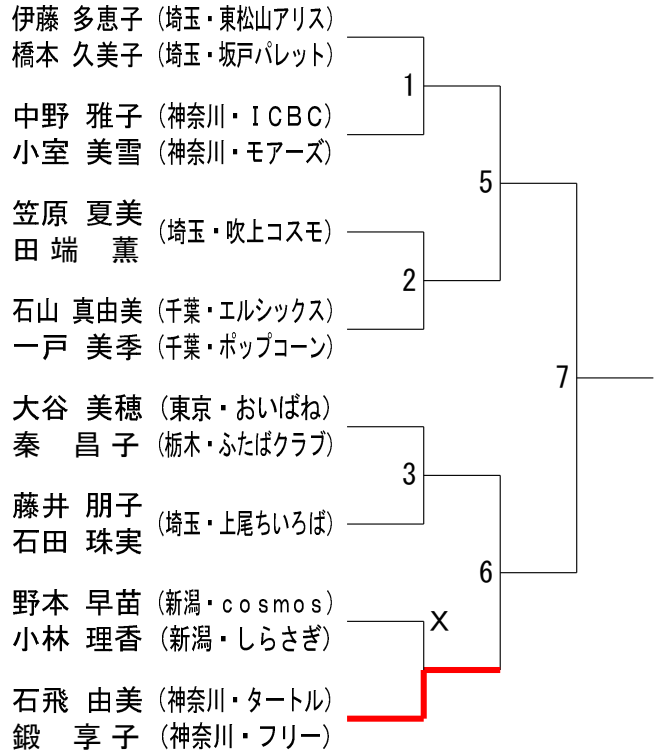 伊藤 多恵子 (埼玉・東松山アリス)
橋本 久美子 (埼玉・坂戸パレット)
1
中野 雅子 (神奈川・ICBC)
小室 美雪 (神奈川・モアーズ)
5
笠原 夏美 (埼玉・吹上コスモ)
田端 薫
2
石山 真由美 (千葉・エルシックス)
一戸 美季 (千葉・ポップコーン)
7
大谷 美穂 (東京・おいばね)
秦 昌子 (栃木・ふたばクラブ)
3
藤井 朋子 (埼玉・上尾ちいろば)
石田 珠実
6
野本 早苗 (新潟・cosmos)
X
小林 理香 (新潟・しらさぎ)
石飛 由美 (神奈川・タートル)
鍛 享子 (神奈川・フリー)